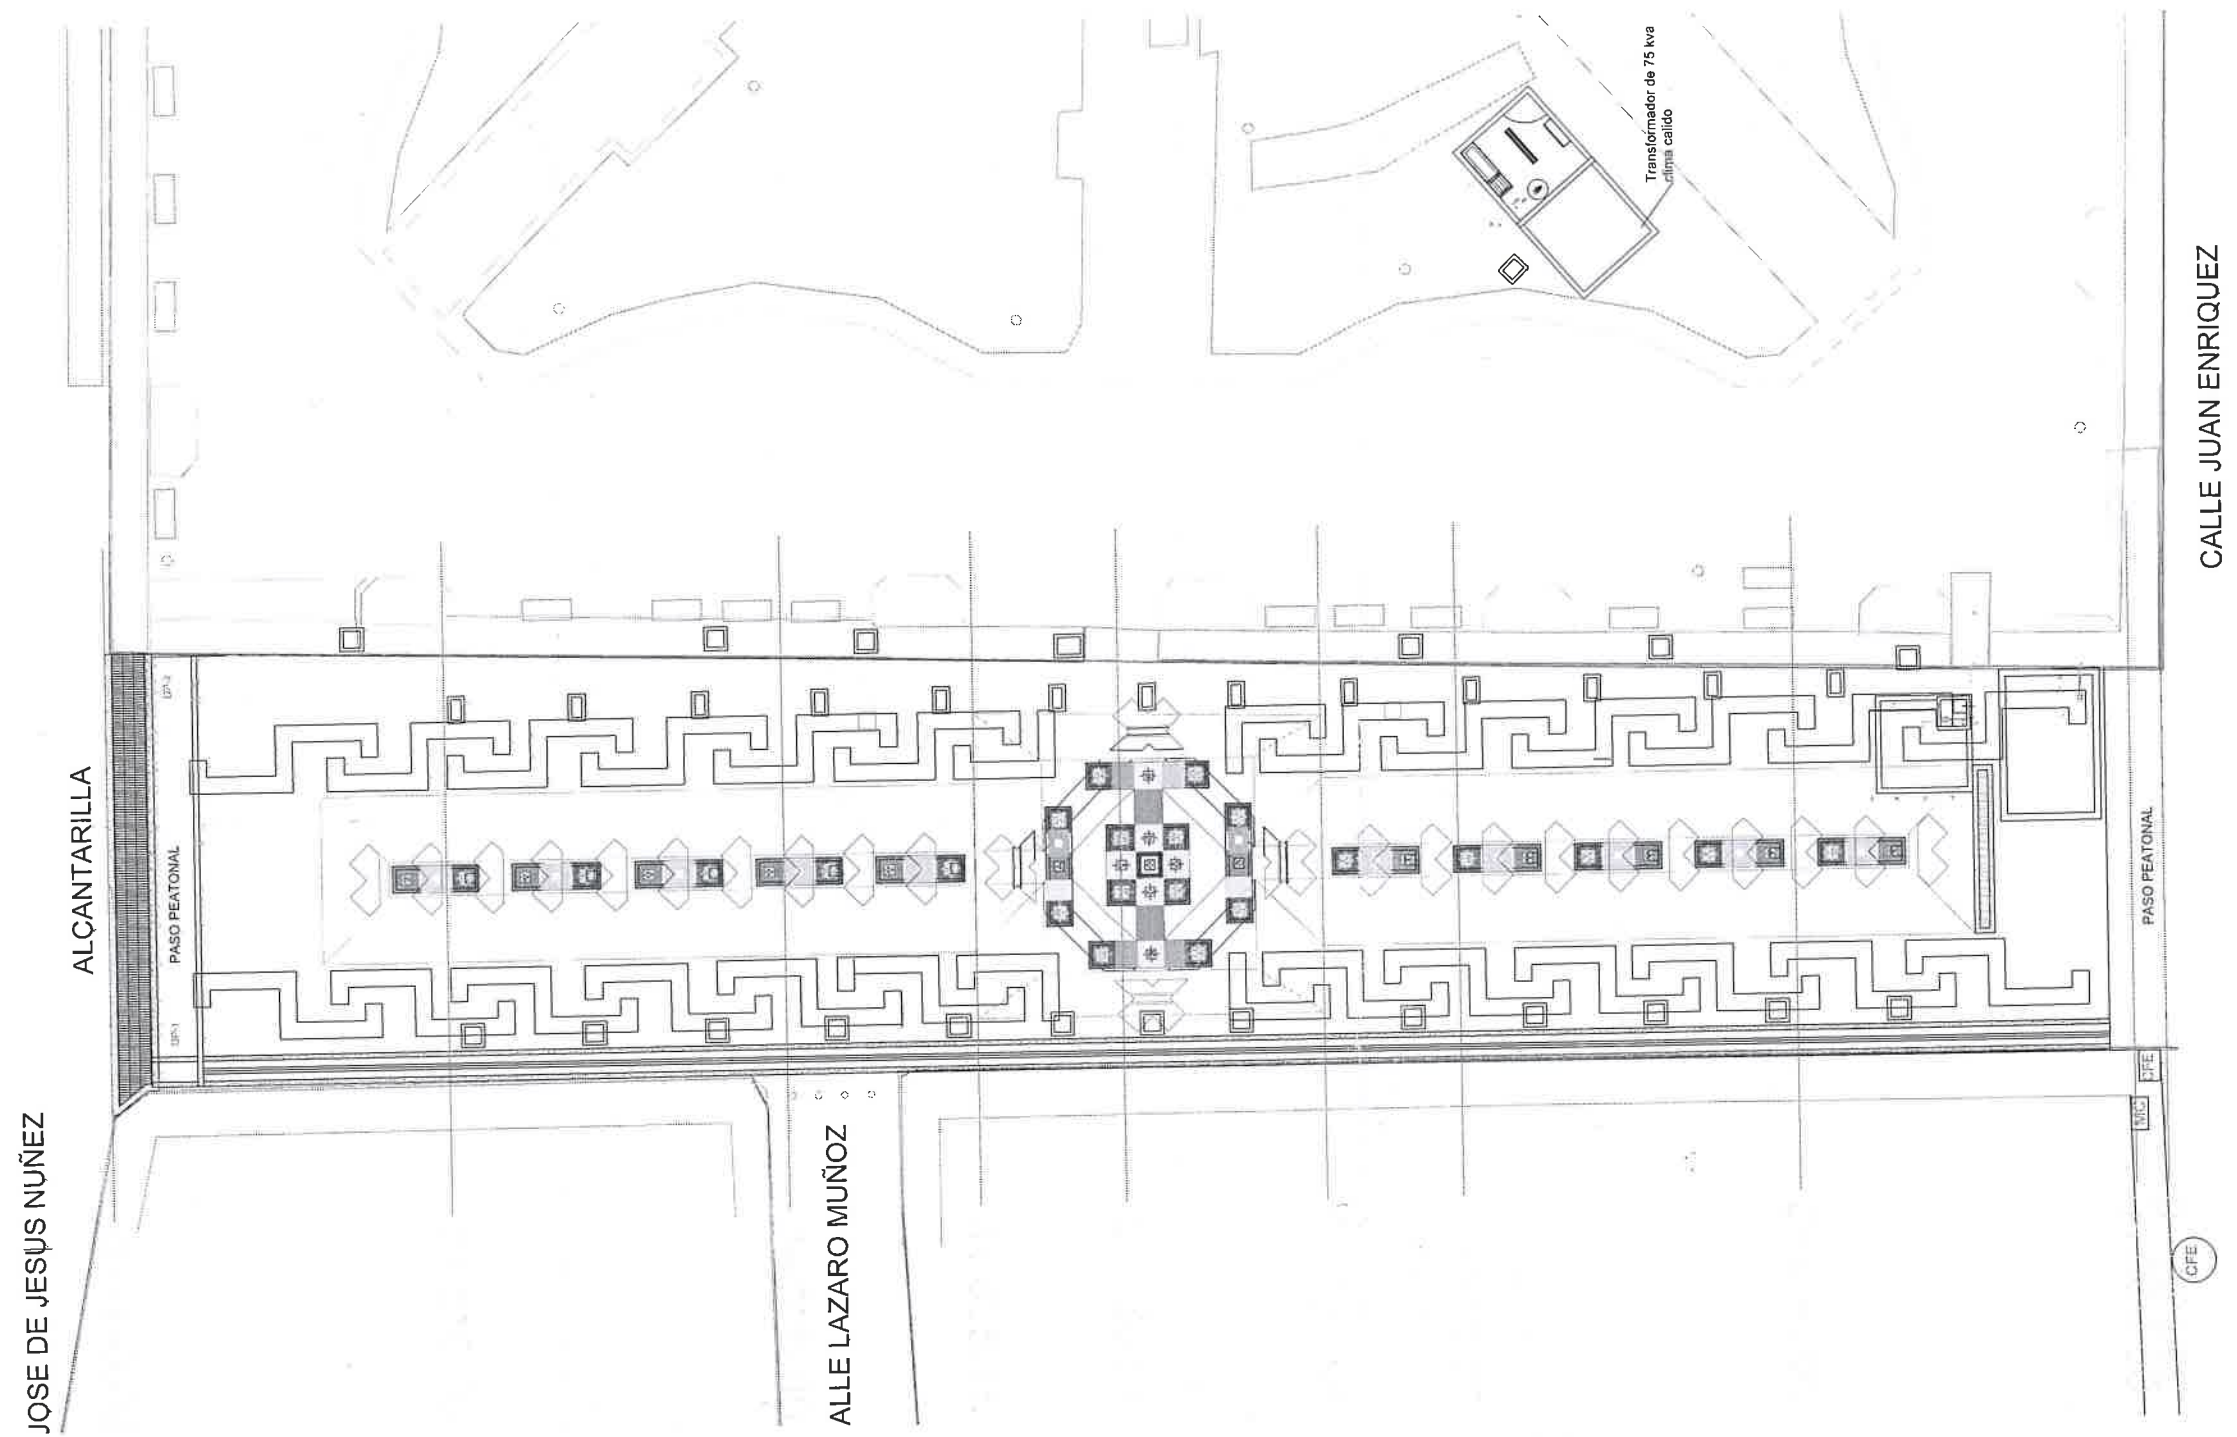 JOSE DE JESUS NUÑEZ
ALCANTARILLA
PASO PEATONAL
ALLE LAZARO MUÑOZ
Transformador de 75 kva
clima calido
PASO PEATONAL
CFE
MG
CFE
CALLE JUAN ENRIQUEZ